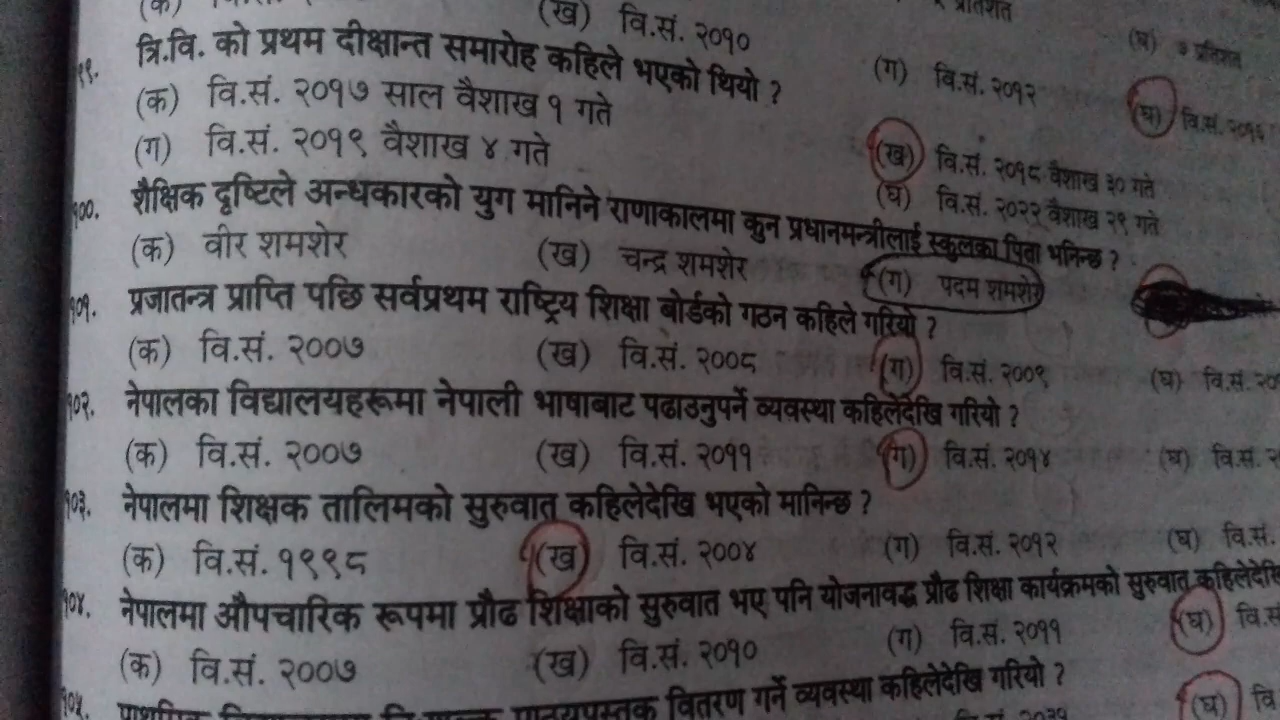 (ख) वि.सं. २०१० (ग) वि.सं. २०१२ (घ) वि.सं. २०१६
त्रि.वि. को प्रथम दीक्षान्त समारोह कहिले भएको थियो ?
(क) वि.सं. २०१७ साल वैशाख १ गते (ख) वि.सं. २०१८ वैशाख ३० गते
(ग) वि.सं. २०१९ वैशाख ४ गते (घ) वि.सं. २०२२ वैशाख २९ गते
१००. शैक्षिक दृष्टिले अन्धकारको युग मानिने राणाकालमा कुन प्रधानमन्त्रीलाई स्कुलका पिता भनिन्छ ?
(क) वीर शमशेर (ख) चन्द्र शमशेर (ग) पदम शमशेर
१०१. प्रजातन्त्र प्राप्ति पछि सर्वप्रथम राष्ट्रिय शिक्षा बोर्डको गठन कहिले गरियो ?
(क) वि.सं. २००७ (ख) वि.सं. २००८ (ग) वि.सं. २००९ (घ) वि.सं.
१०२. नेपालका विद्यालयहरूमा नेपाली भाषाबाट पढाउनुपर्ने व्यवस्था कहिलेदेखि गरियो ?
(क) वि.सं. २००७ (ख) वि.सं. २०११ (ग) वि.सं. २०१४ (घ) वि.सं.
१०३. नेपालमा शिक्षक तालिमको सुरुवात कहिलेदेखि भएको मानिन्छ ?
(क) वि.सं. १९९८ (ख) वि.सं. २००४ (ग) वि.सं. २०१२ (घ) वि.सं.
१०४. नेपालमा औपचारिक रूपमा प्रौढ शिक्षाको सुरुवात भए पनि योजनावद्ध प्रौढ शिक्षा कार्यक्रमको सुरुवात कहिलेदेखि
(क) वि.सं. २००७ (ख) वि.सं. २०१० (ग) वि.सं. २०११ (घ)
१०५. पाठ्यपुस्तक वितरण गर्ने व्यवस्था कहिलेदेखि गरियो ?
(घ)